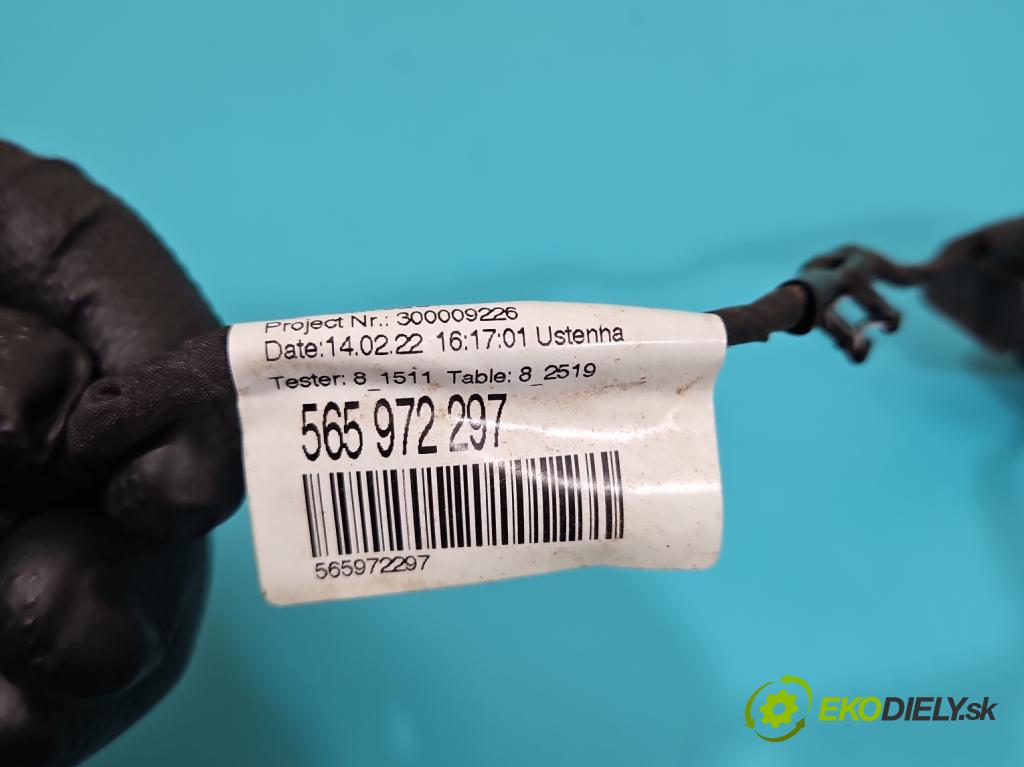 Project Nr.: 300009226
Date:14.02.22 16:17:01 Ustenha
Tester: 8_1511 Table: 8_2519
565 972 297
565972297
EKODIELY.sk